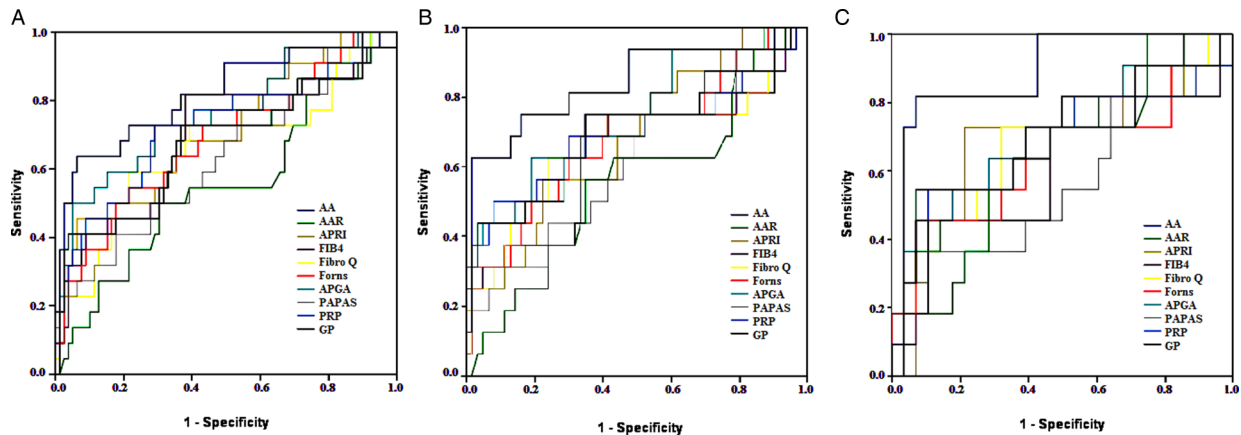 A
Sensitivity
1.0
0.8
0.6
0.4
0.2
0.0
AA
AAR
APRI
FIB4
Fibro Q
Forns
APGA
PAPAS
PRP
GP
0.0 0.2 0.4 0.6 0.8 1.0
1 - Specificity
B
Sensitivity
1.0
0.8
0.6
0.4
0.2
0.0
AA
AAR
APRI
FIB4
Fibro Q
Forns
APGA
PAPAS
PRP
GP
0.0 0.2 0.4 0.6 0.8 1.0
1 - Specificity
C
Sensitivity
1.0
0.8
0.6
0.4
0.2
0.0
AA
AAR
APRI
FIB4
Fibro Q
Forns
APGA
PAPAS
PRP
GP
0.0 0.2 0.4 0.6 0.8 1.0
1 - Specificity